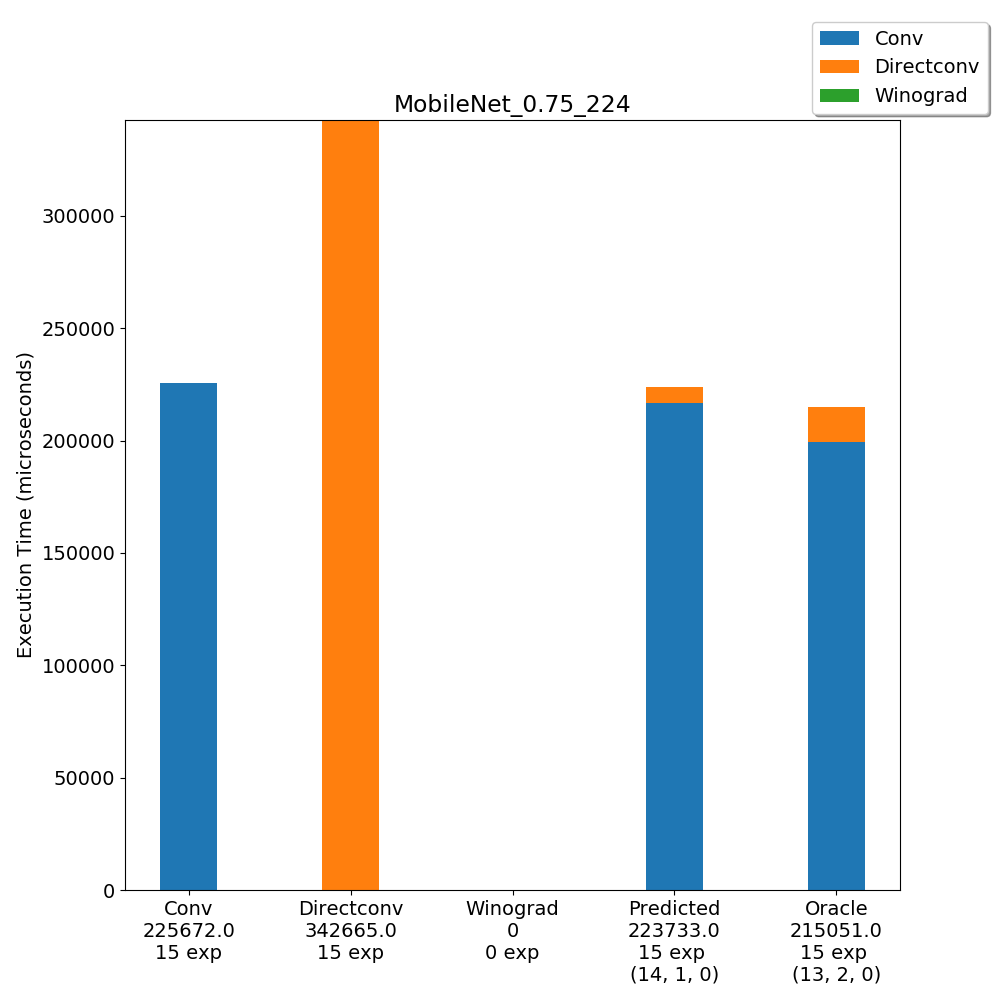 Conv
Directconv
Winograd
MobileNet_0.75_224
Execution Time (microseconds)
300000
250000
200000
150000
100000
50000
0
Conv Directconv Winograd Predicted Oracle
225672.0 342665.0 0 223733.0 215051.0
15 exp 15 exp 0 exp 15 exp 15 exp
(14, 1, 0) (13, 2, 0)